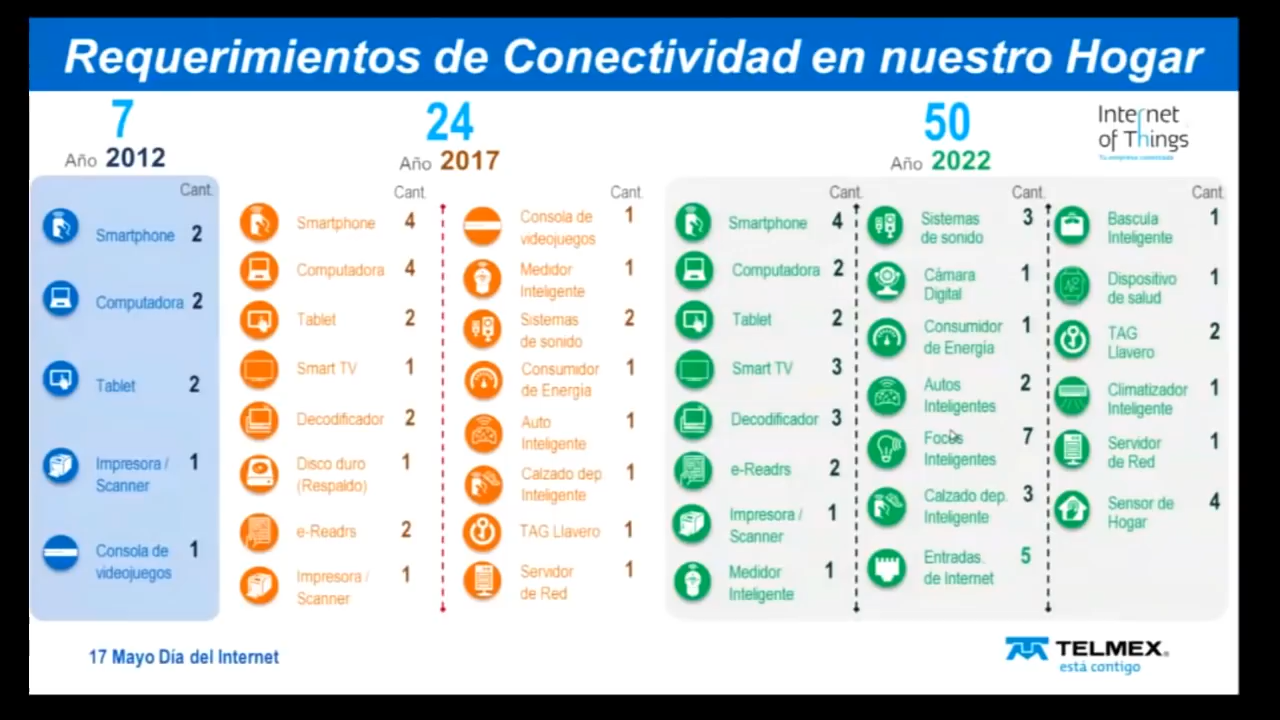 Requerimientos de Conectividad en nuestro Hogar
7
Año 2012
Cant.
Smartphone 2
Computadora 2
Tablet 2
Impresora / 1
Scanner
Consola de 1
videojuegos
24
Año 2017
Cant.
Smartphone 4
Computadora 4
Tablet 2
Smart TV 1
Decodificador 2
Disco duro 1
(Respaldo)
e-Readrs 2
Impresora / 1
Scanner
Cant.
Consola de 1
videojuegos
Medidor 1
Inteligente
Sistemas 2
de sonido
Consumidor 1
de Energía
Auto 1
Inteligente
Calzado dep. 1
Inteligente
TAG Llavero 1
Servidor 1
de Red
50
Año 2022
Internet
of Things
Tu empresa conectada
Cant.
Smartphone 4
Computadora 2
Tablet 2
Smart TV 3
Decodificador 3
e-Readrs 2
Impresora / 1
Scanner
Medidor 1
Inteligente
Cant.
Sistemas 3
de sonido
Cámara 1
Digital
Consumidor 1
de Energía
Autos 2
Inteligentes
Focos 7
Inteligentes
Calzado dep. 3
Inteligente
Entradas. 5
de Internet
Cant.
Bascula 1
Inteligente
Dispositivo 1
de salud
TAG 2
Llavero
Climatizador 1
Inteligente
Servidor 1
de Red
Sensor de 4
Hogar
17 Mayo Día del Internet
TELMEX®
está contigo